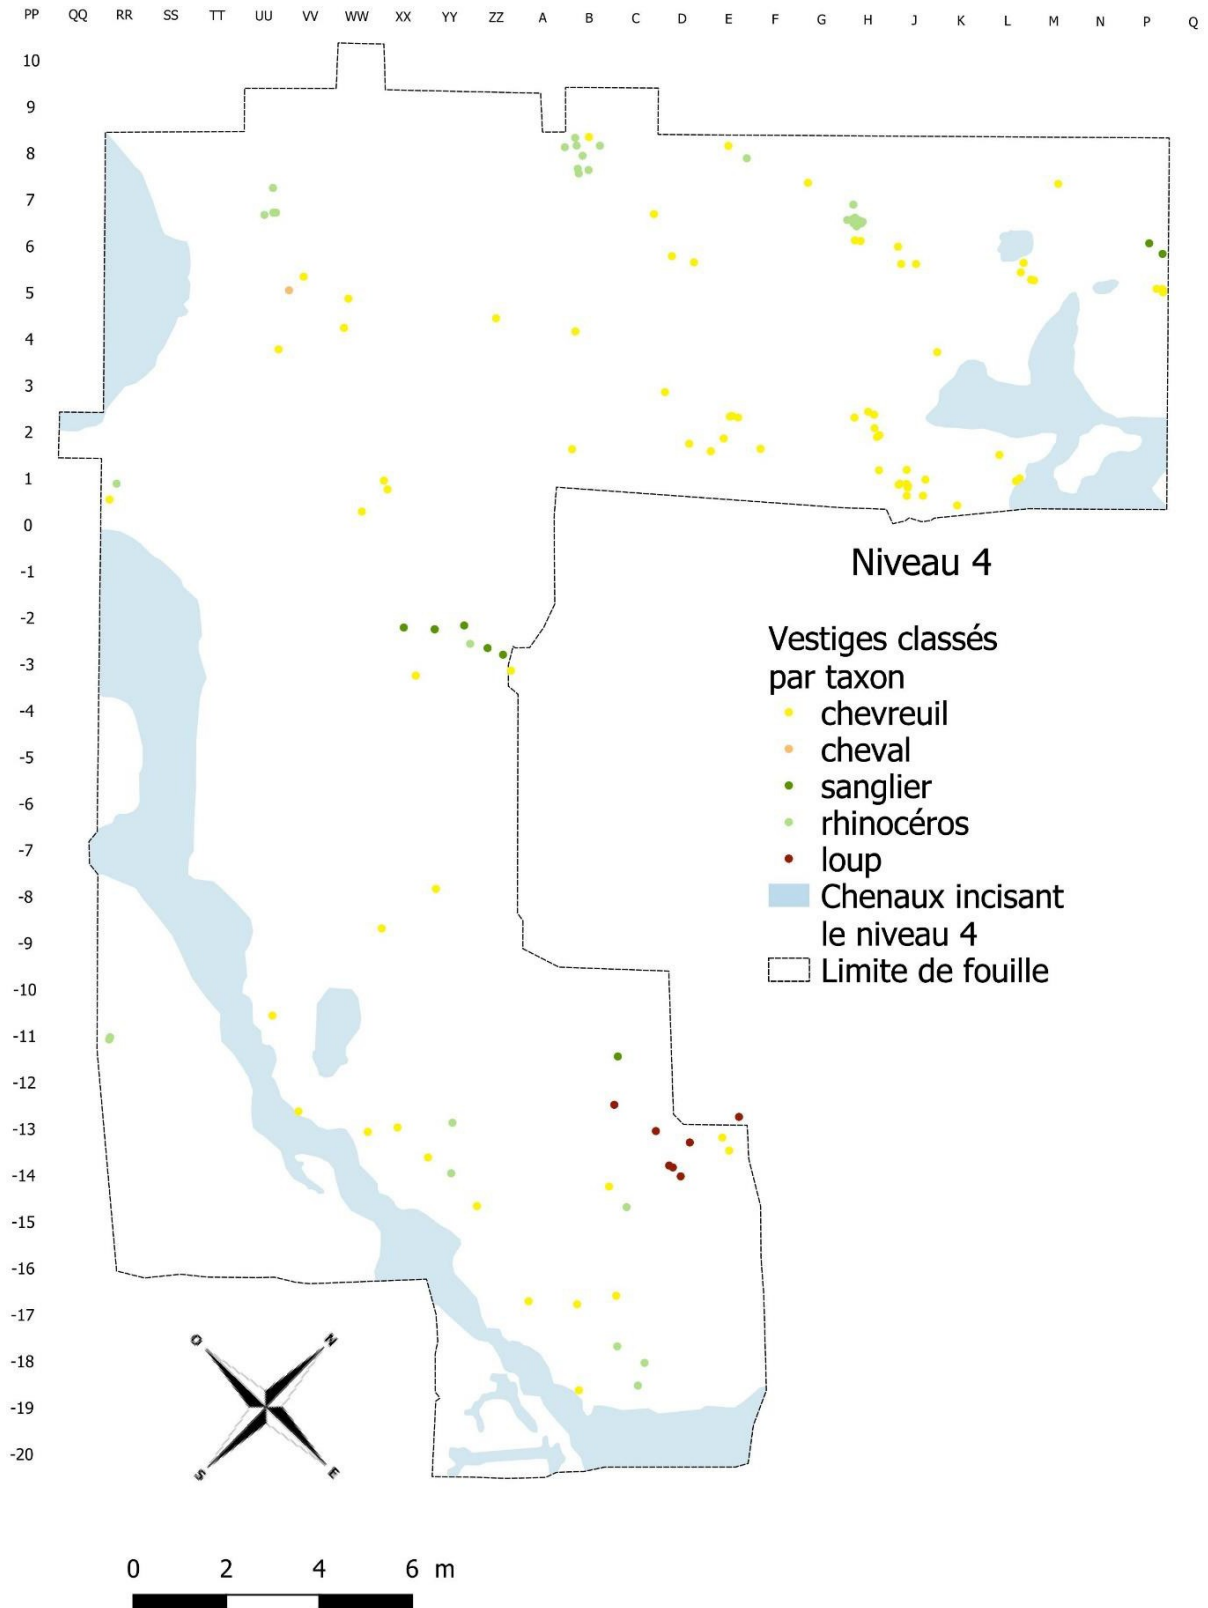 PP QQ RR SS TT UU VV WW XX YY ZZ A B C D E F G H J K L M N P Q
10
9
8
7
6
5
4
3
2
1
0
-1
-2
-3
-4
-5
-6
-7
-8
-9
-10
-11
-12
-13
-14
-15
-16
-17
-18
-19
-20
Niveau 4
Vestiges classés
par taxon
chevreuil
cheval
sanglier
rhinocéros
loup
Chenaux incisant
le niveau 4
Limite de fouille
O N
S E
0 2 4 6 m